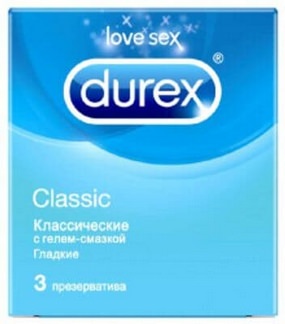 love sex
durex
Classic
Классические
с гелем-смазкой
Гладкие
3 презерватива